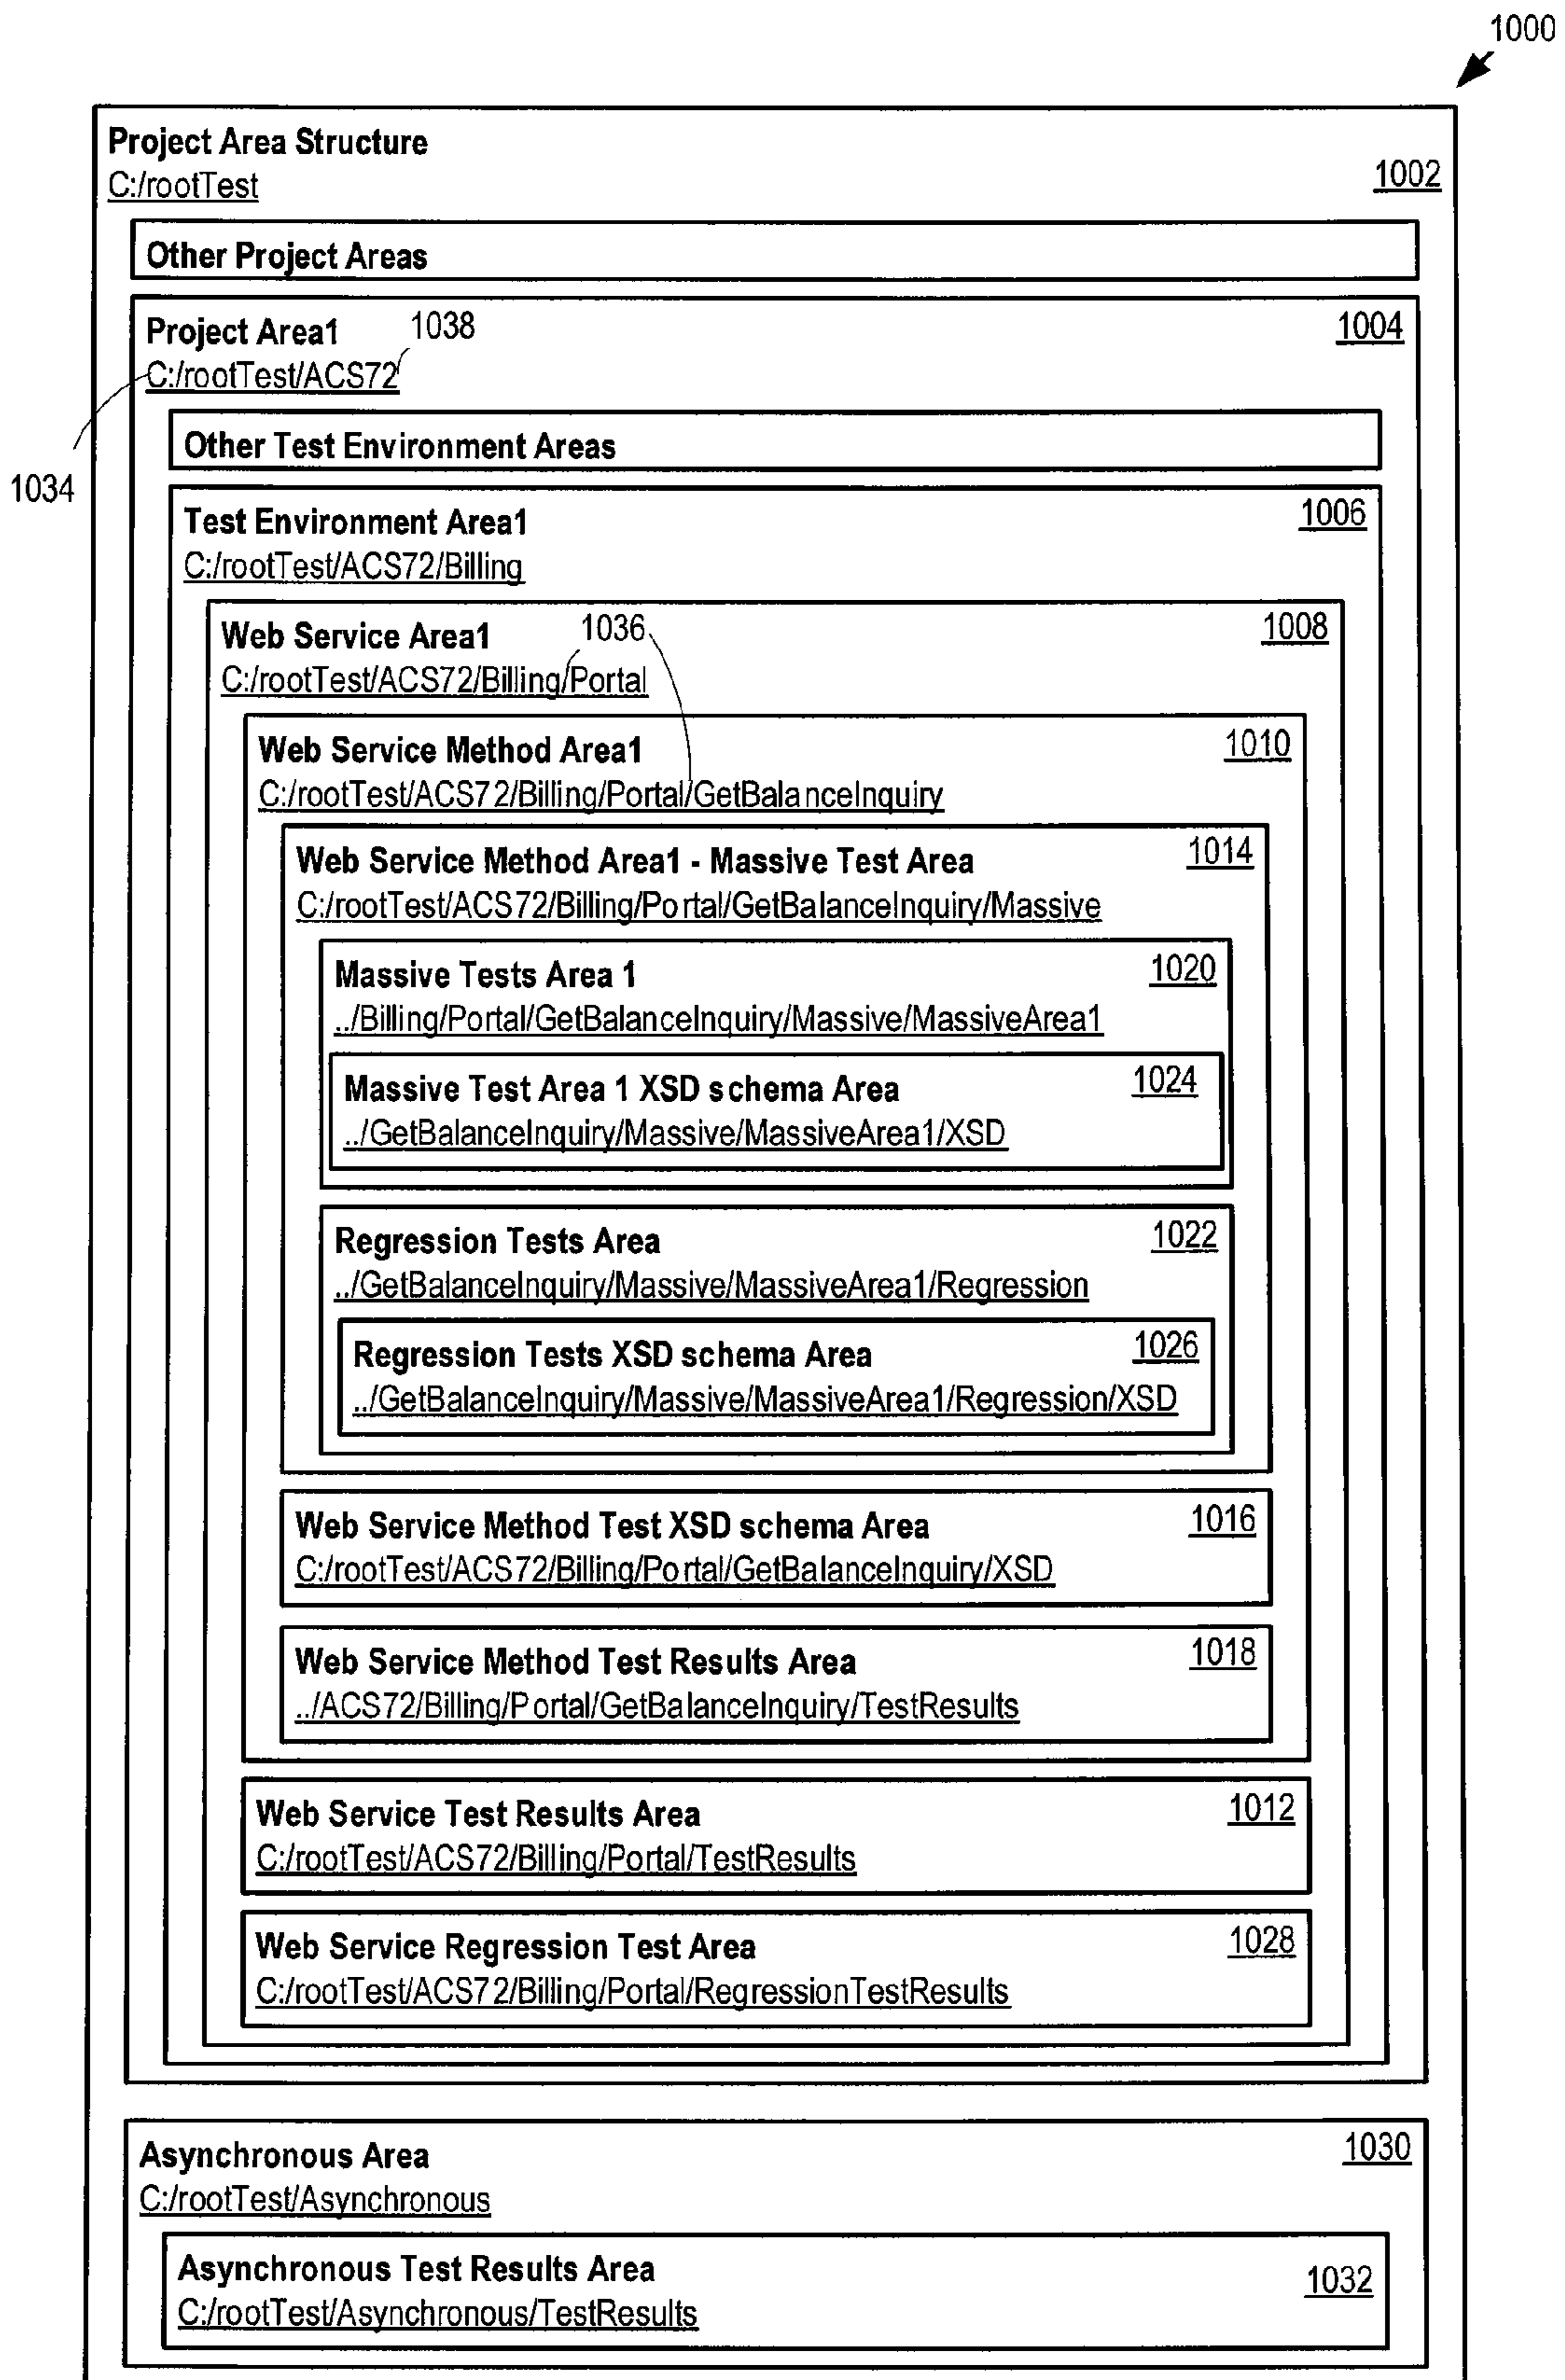 1000
Project Area Structure
C:/rootTest
1002
Other Project Areas
Project Area1
1038
1004
C:/rootTest/ACS72
Other Test Environment Areas
1034
Test Environment Area1
1006
C:/rootTest/ACS72/Billing
Web Service Area1
1036
1008
C:/rootTest/ACS72/Billing/Portal
Web Service Method Area1
1010
C:/rootTest/ACS72/Billing/Portal/GetBalanceInquiry
Web Service Method Area1 - Massive Test Area
1014
C:/rootTest/ACS72/Billing/Portal/GetBalanceInquiry/Massive
Massive Tests Area 1
1020
../Billing/Portal/GetBalanceInquiry/Massive/MassiveArea1
Massive Test Area 1 XSD schema Area
1024
../GetBalanceInquiry/Massive/MassiveArea1/XSD
Regression Tests Area
1022
../GetBalanceInquiry/Massive/MassiveArea1/Regression
Regression Tests XSD schema Area
1026
../GetBalanceInquiry/Massive/MassiveArea1/Regression/XSD
Web Service Method Test XSD schema Area
1016
C:/rootTest/ACS72/Billing/Portal/GetBalanceInquiry/XSD
Web Service Method Test Results Area
1018
../ACS72/Billing/Portal/GetBalanceInquiry/TestResults
Web Service Test Results Area
1012
C:/rootTest/ACS72/Billing/Portal/TestResults
Web Service Regression Test Area
1028
C:/rootTest/ACS72/Billing/Portal/RegressionTestResults
Asynchronous Area
1030
C:/rootTest/Asynchronous
Asynchronous Test Results Area
1032
C:/rootTest/Asynchronous/TestResults